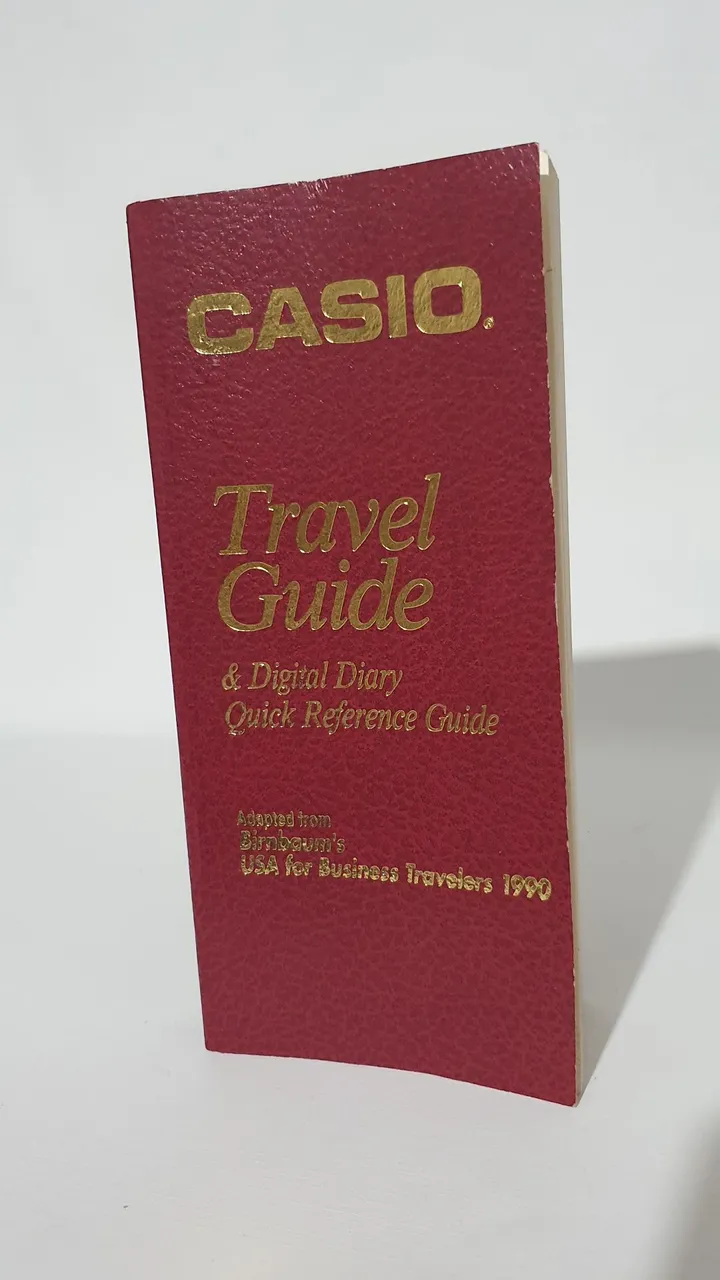 CASIO®
Travel
Guide
& Digital Diary
Quick Reference Guide
Adapted from
Birnbaum's
USA for Business Travelers 1990